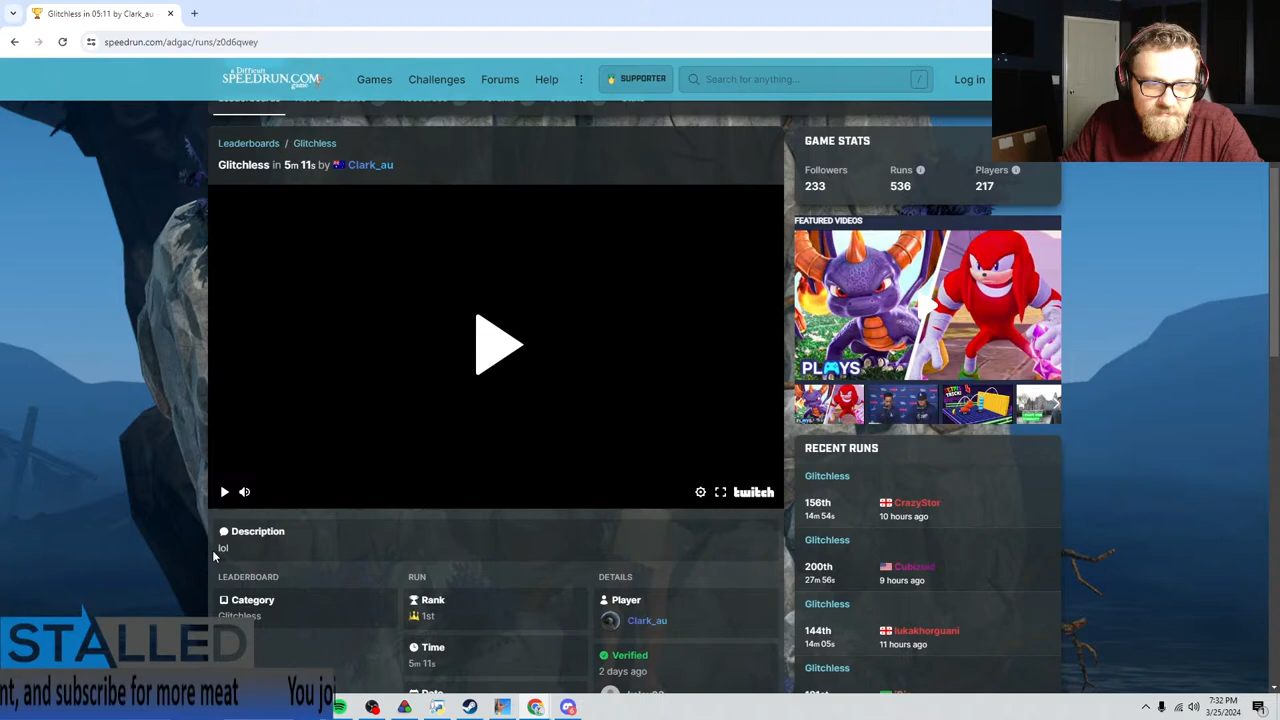 Glitchless in 05:11 by Clark_au
speedrun.com/adgac/runs/z0d6qwey
a Difficult
SPEEDRUN.COM
game
Games
Challenges
Forums
Help
SUPPORTER
Search for anything...
/
Log in
Leaderboards / Glitchless
Glitchless in 5m 11s by Clark_au
GAME STATS
Followers
Runs
Players
233
536
217
FEATURED VIDEOS
PLAYS
twitch
RECENT RUNS
Glitchless
156th
CrazyStor
14m 54s
10 hours ago
Glitchless
200th
27m 56s
9 hours ago
Glitchless
144th
lukakhorguani
14m 05s
11 hours ago
Glitchless
Description
lol
LEADERBOARD
RUN
DETAILS
Category
Rank
Player
Glitchless
1st
Clark_au
Time
Verified
5m 11s
2 days ago
STALLED
nt, and subscribe for more meat
You joi
7:32 PM
3/25/2024